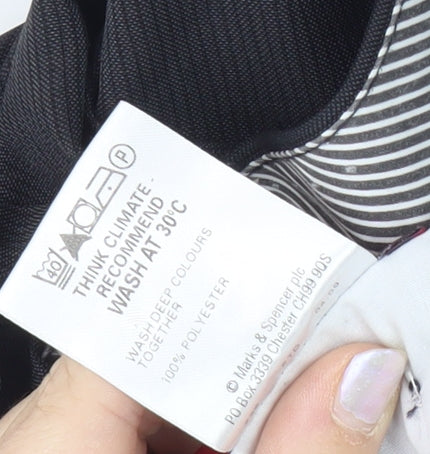 40°
P
THINK CLIMATE -
RECOMMEND
WASH AT 30°C
WASH DEEP COLOURS
TOGETHER
100% POLYESTER
© Marks & Spencer plc
PO Box 3339 Chester CH99 9QS